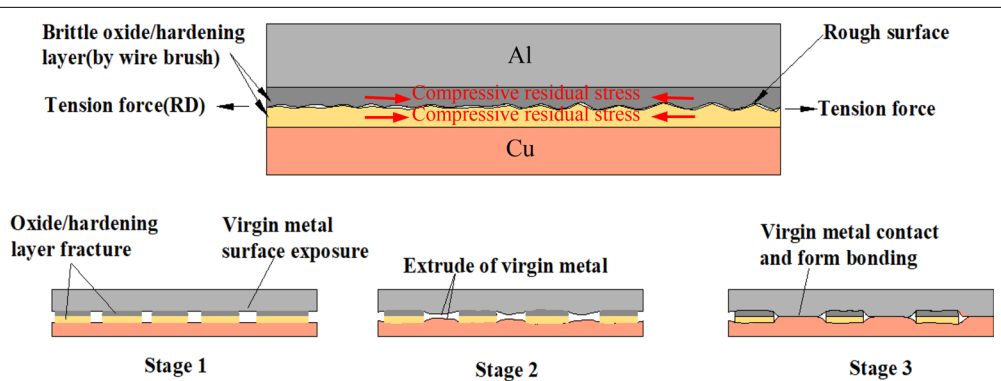 Brittle oxide/hardening
layer(by wire brush)
Al
Rough surface
Tension force(RD)
Compressive residual stress
Compressive residual stress
Tension force
Cu
Oxide/hardening
layer fracture
Virgin metal
surface exposure
Extrude of virgin metal
Virgin metal contact
and form bonding
Stage 1
Stage 2
Stage 3